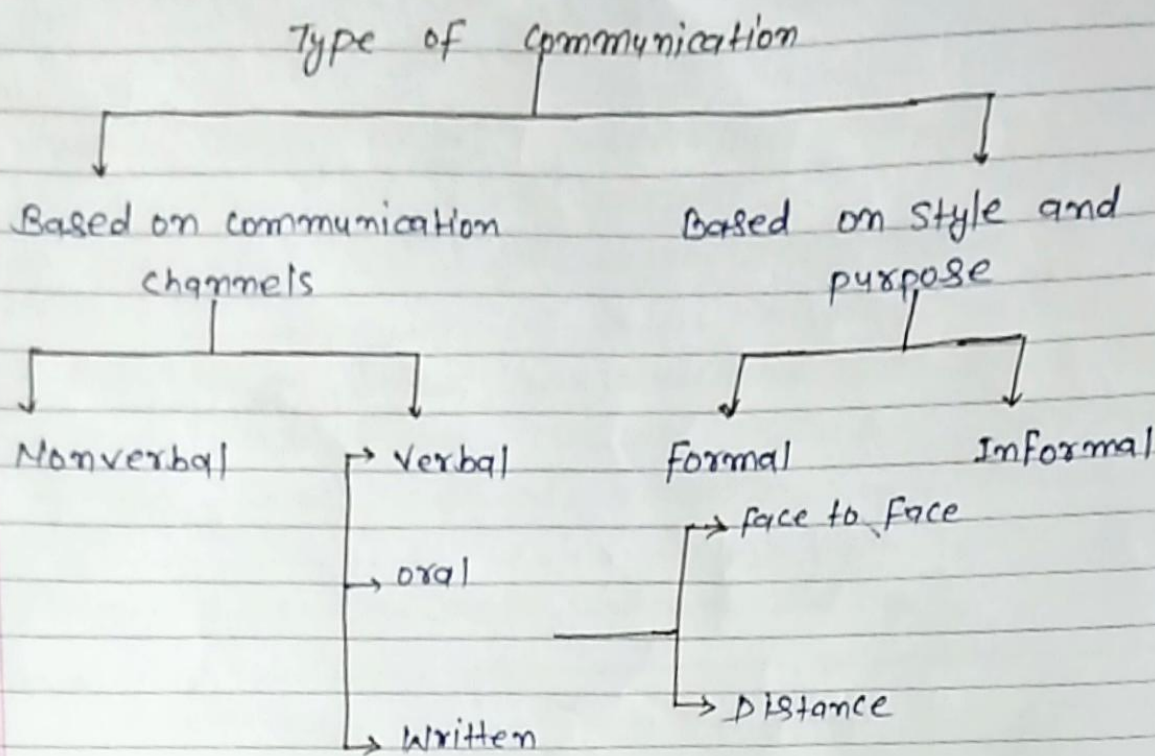 Type of Communication
Based on communication channels
Based on Style and purpose
Nonverbal
Verbal
Formal
Informal
face to Face
oral
Distance
Written